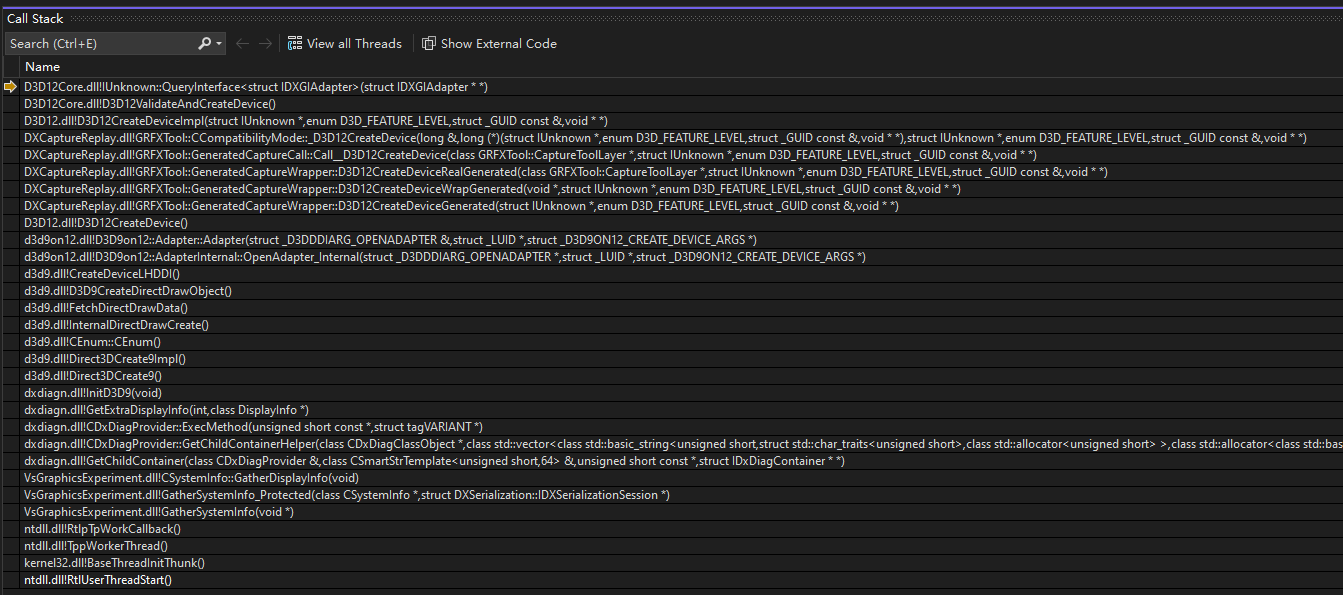 Call Stack
Search (Ctrl+E) View all Threads Show External Code
Name
D3D12Core.dll!IUnknown::QueryInterface<struct IDXGIAdapter>(struct IDXGIAdapter * *)
D3D12Core.dll!D3D12ValidateAndCreateDevice()
D3D12.dll!D3D12CreateDeviceImpl(struct IUnknown *,enum D3D_FEATURE_LEVEL,struct _GUID const &,void * *)
DXCaptureReplay.dll!GRFXTool::CCompatibilityMode::_D3D12CreateDevice(long &,long (*)(struct IUnknown *,enum D3D_FEATURE_LEVEL,struct _GUID const &,void * *),struct IUnknown *,enum D3D_FEATURE_LEVEL,struct _GUID const &,void * *)
DXCaptureReplay.dll!GRFXTool::GeneratedCaptureCall::Call__D3D12CreateDevice(class GRFXTool::CaptureToolLayer *,struct IUnknown *,enum D3D_FEATURE_LEVEL,struct _GUID const &,void * *)
DXCaptureReplay.dll!GRFXTool::GeneratedCaptureWrapper::D3D12CreateDeviceRealGenerated(class GRFXTool::CaptureToolLayer *,struct IUnknown *,enum D3D_FEATURE_LEVEL,struct _GUID const &,void * *)
DXCaptureReplay.dll!GRFXTool::GeneratedCaptureWrapper::D3D12CreateDeviceWrapGenerated(void *,struct IUnknown *,enum D3D_FEATURE_LEVEL,struct _GUID const &,void * *)
DXCaptureReplay.dll!GRFXTool::GeneratedCaptureWrapper::D3D12CreateDeviceGenerated(struct IUnknown *,enum D3D_FEATURE_LEVEL,struct _GUID const &,void * *)
D3D12.dll!D3D12CreateDevice()
d3d9on12.dll!D3D9on12::Adapter::Adapter(struct _D3DDDIARG_OPENADAPTER &,struct _LUID *,struct _D3D9ON12_CREATE_DEVICE_ARGS *)
d3d9on12.dll!D3D9on12::AdapterInternal::OpenAdapter_Internal(struct _D3DDDIARG_OPENADAPTER *,struct _LUID *,struct _D3D9ON12_CREATE_DEVICE_ARGS *)
d3d9.dll!CreateDeviceLHDDI()
d3d9.dll!D3D9CreateDirectDrawObject()
d3d9.dll!FetchDirectDrawData()
d3d9.dll!InternalDirectDrawCreate()
d3d9.dll!CEnum::CEnum()
d3d9.dll!Direct3DCreate9Impl()
d3d9.dll!Direct3DCreate9()
dxdiagn.dll!InitD3D9(void)
dxdiagn.dll!GetExtraDisplayInfo(int,class DisplayInfo *)
dxdiagn.dll!CDxDiagProvider::ExecMethod(unsigned short const *,struct tagVARIANT *)
dxdiagn.dll!CDxDiagProvider::GetChildContainerHelper(class CDxDiagClassObject *,class std::vector<class std::basic_string<unsigned short,struct std::char_traits<unsigned short>,class std::allocator<unsigned short> >,class std::allocator<class std::bas
dxdiagn.dll!GetChildContainer(class CDxDiagProvider &,class CSmartStrTemplate<unsigned short,64> &,unsigned short const *,struct IDxDiagContainer * *)
VsGraphicsExperiment.dll!CSystemInfo::GatherDisplayInfo(void)
VsGraphicsExperiment.dll!GatherSystemInfo_Protected(class CSystemInfo *,struct DXSerialization::IDXSerializationSession *)
VsGraphicsExperiment.dll!GatherSystemInfo(void *)
ntdll.dll!RtlpTpWorkCallback()
ntdll.dll!TppWorkerThread()
kernel32.dll!BaseThreadInitThunk()
ntdll.dll!RtlUserThreadStart()